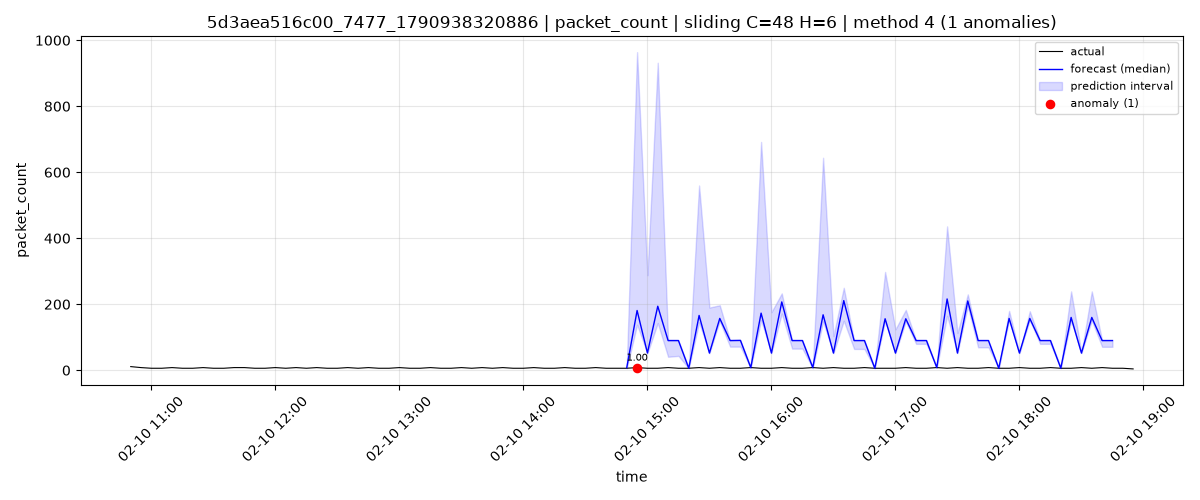 5d3aea516c00_7477_1790938320886 | packet_count | sliding C=48 H=6 | method 4 (1 anomalies)
actual
forecast (median)
prediction interval
anomaly (1)
packet_count
1000
800
600
400
200
0
1.00
02-10 11:00
02-10 12:00
02-10 13:00
02-10 14:00
02-10 15:00
02-10 16:00
02-10 17:00
02-10 18:00
02-10 19:00
time